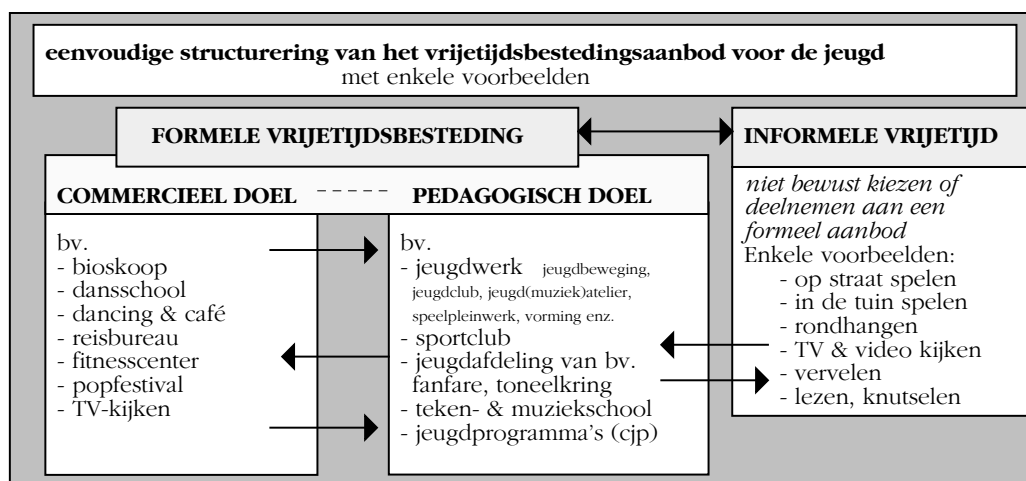 eenvoudige structurering van het vrijetijdsbestedingsaanbod voor de jeugd
met enkele voorbeelden
FORMELE VRIJETIJDSBESTEDING
INFORMELE VRIJETIJD
COMMERCIEEL DOEL - - - - - PEDAGOGISCH DOEL
bv.
- bioskoop
- dansschool
- dancing & café
- reisbureau
- fitnesscenter
- popfestival
- TV-kijken
bv.
- jeugdwerk jeugdbeweging,
jeugdclub, jeugd(muziek)atelier,
speelpleinwerk, vorming enz.
- sportclub
- jeugdafdeling van bv.
fanfare, toneelkring
- teken- & muziekschool
- jeugdprogramma's (cjp)
niet bewust kiezen of
deelnemen aan een
formeel aanbod
Enkele voorbeelden:
- op straat spelen
- in de tuin spelen
- rondhangen
- TV & video kijken
- vervelen
- lezen, knutselen